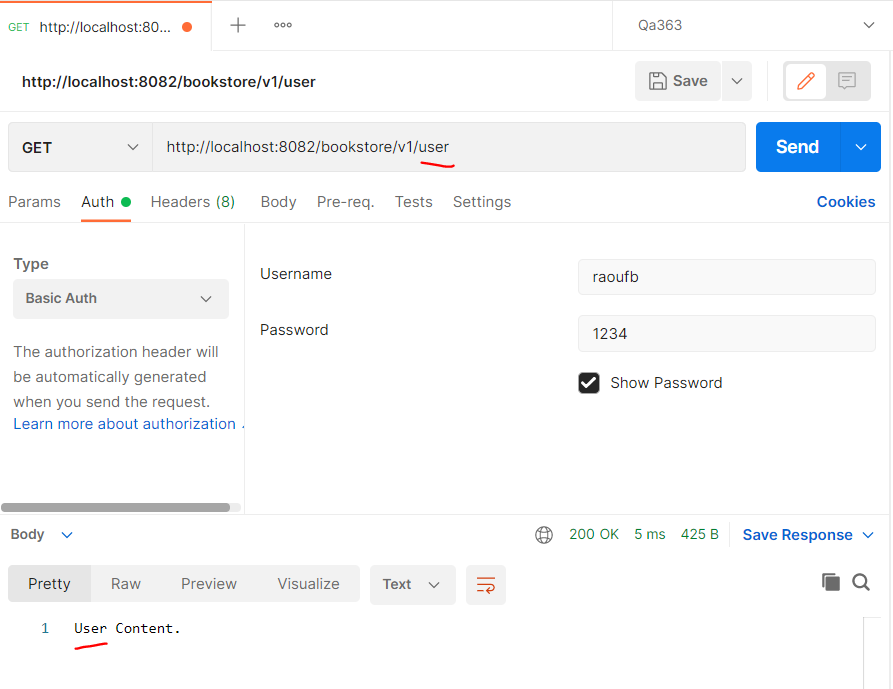 GET http://localhost:80...
Qa363
http://localhost:8082/bookstore/v1/user
Save
GET
http://localhost:8082/bookstore/v1/user
Send
Params Auth Headers (8) Body Pre-req. Tests Settings
Cookies
Type
Basic Auth
The authorization header will
be automatically generated
when you send the request.
Learn more about authorization
Username
raoufb
Password
1234
Show Password
Body
200 OK 5 ms 425 B
Save Response
Pretty Raw Preview Visualize
Text
1 User Content.